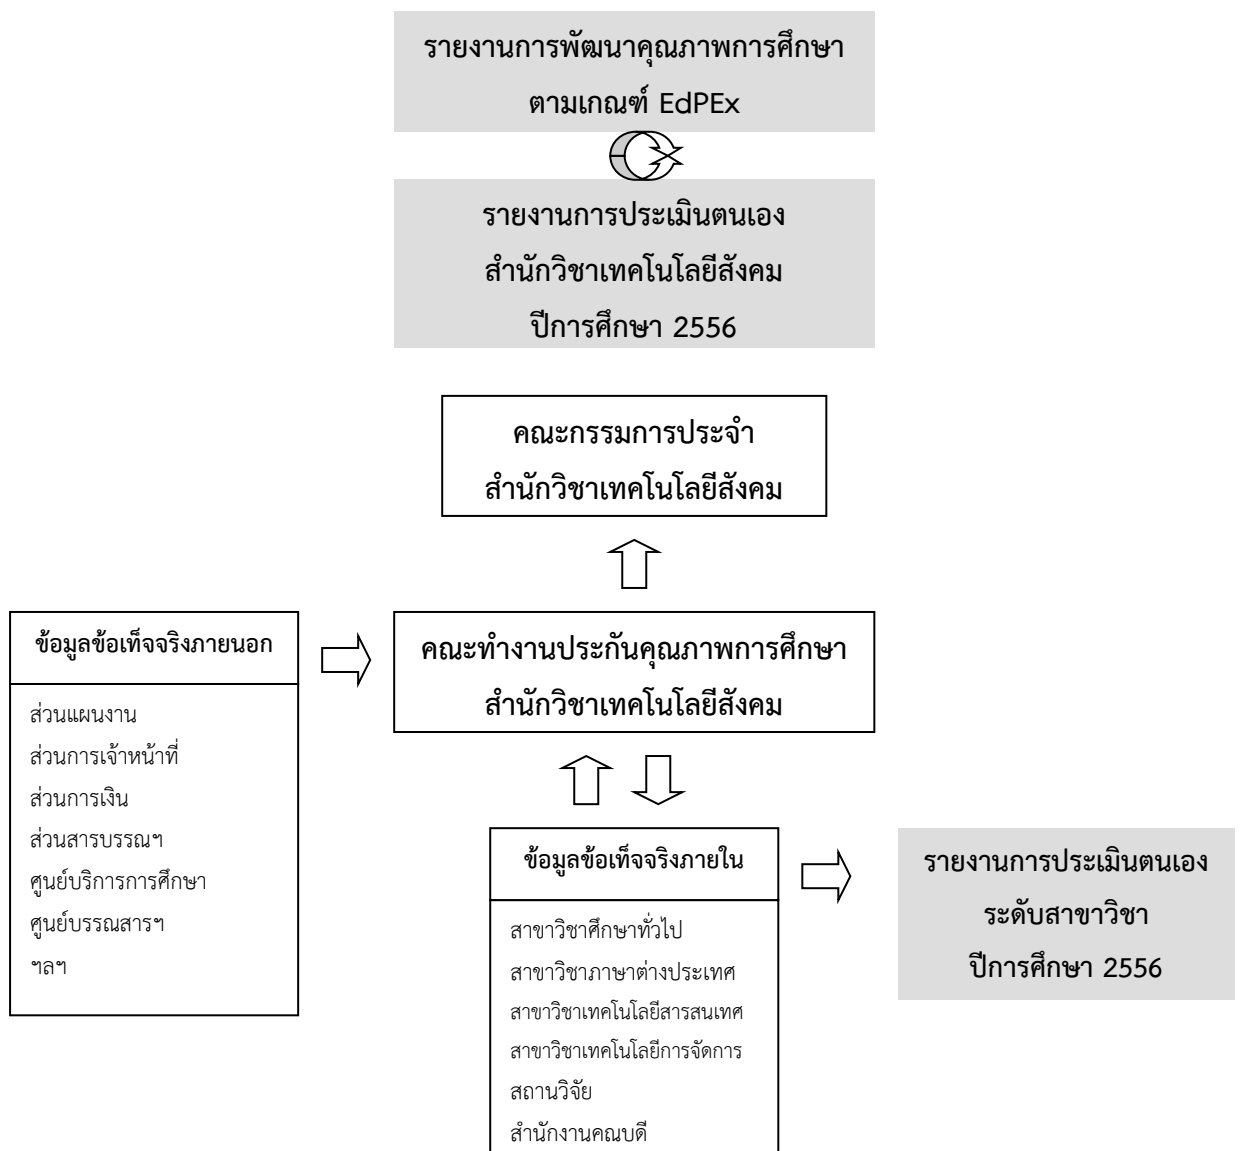 รายงานการพัฒนาคุณภาพการศึกษา
ตามเกณฑ์ EdPEx
รายงานการประเมินตนเอง
สำนักวิชาเทคโนโลยีสังคม
ปีการศึกษา 2556
คณะกรรมการประจำ
สำนักวิชาเทคโนโลยีสังคม
ข้อมูลข้อเท็จจริงภายนอก
ส่วนแผนงาน
ส่วนการเจ้าหน้าที่
ส่วนการเงิน
ส่วนสารบรรณฯ
ศูนย์บริการการศึกษา
ศูนย์บรรณสารฯ
ฯลฯ
คณะทำงานประกันคุณภาพการศึกษา
สำนักวิชาเทคโนโลยีสังคม
ข้อมูลข้อเท็จจริงภายใน
สาขาวิชาศึกษาทั่วไป
สาขาวิชาภาษาต่างประเทศ
สาขาวิชาเทคโนโลยีสารสนเทศ
สาขาวิชาเทคโนโลยีการจัดการ
สถานวิจัย
สำนักงานคณบดี
รายงานการประเมินตนเอง
ระดับสาขาวิชา
ปีการศึกษา 2556